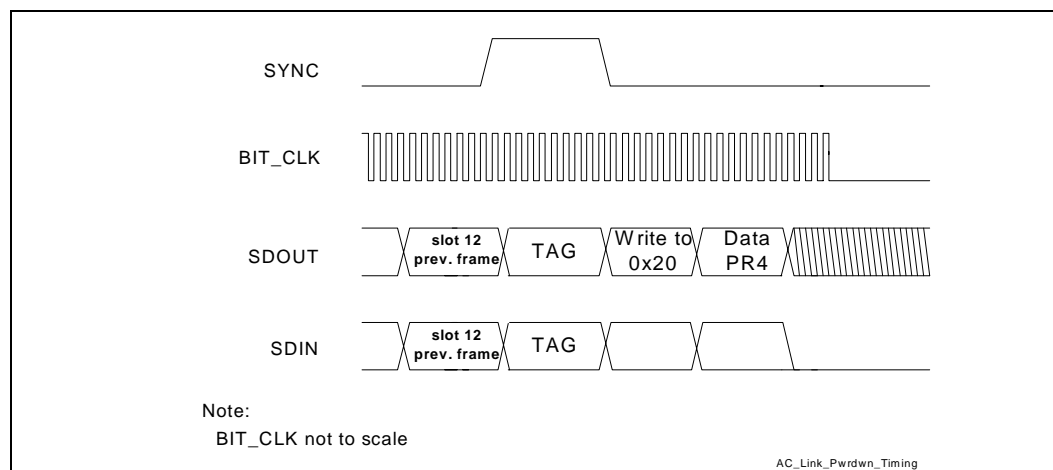 SYNC
BIT_CLK
SDOUT
slot 12
prev. frame
TAG
Write to
0x20
Data
PR4
SDIN
slot 12
prev. frame
TAG
Note:
BIT_CLK not to scale
AC_Link_Pwrdwn_Timing